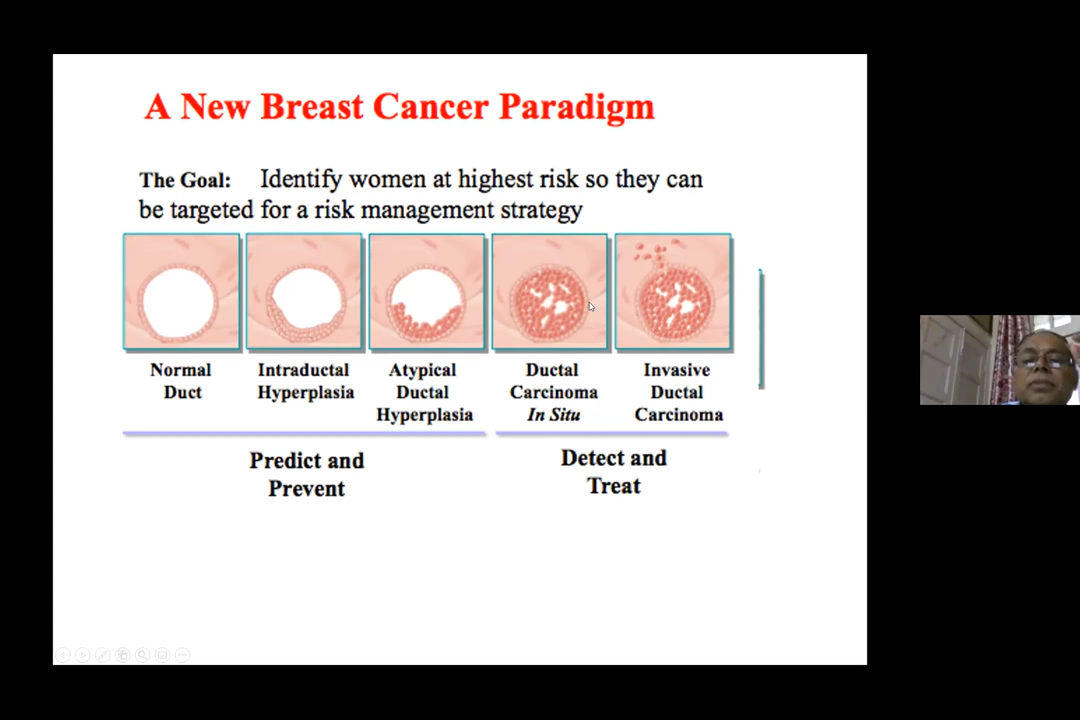 A New Breast Cancer Paradigm
The Goal: Identify women at highest risk so they can
be targeted for a risk management strategy
Normal
Duct
Intraductal
Hyperplasia
Atypical
Ductal
Hyperplasia
Ductal
Carcinoma
In Situ
Invasive
Ductal
Carcinoma
Predict and
Prevent
Detect and
Treat